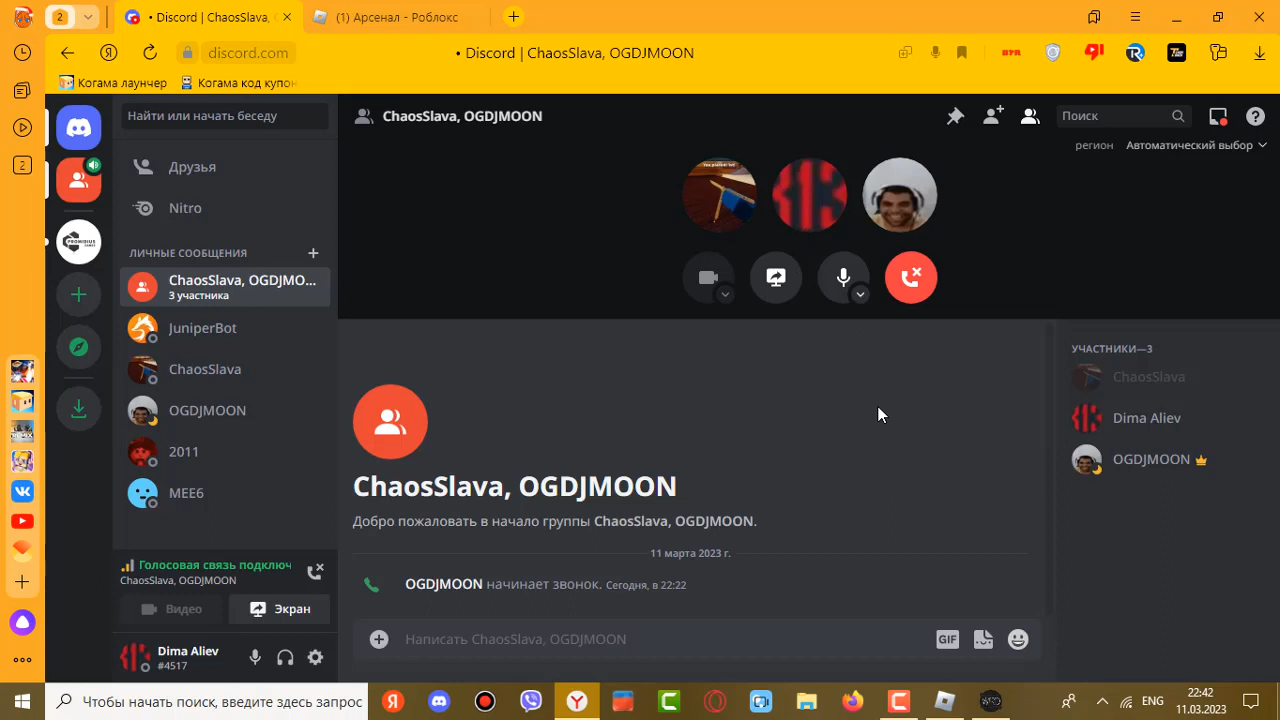 2
• Discord | ChaosSlava,
(1) Арсенал - Роблокс
discord.com
• Discord | ChaosSlava, OGDJMOON
Когама лаунчер
Когама код купон
Найти или начать беседу
ChaosSlava, OGDJMOON
Поиск
регион
Автоматический выбор
2
Друзья
Nitro
ЛИЧНЫЕ СООБЩЕНИЯ
ChaosSlava, OGDJMO...
3 участника
JuniperBot
ChaosSlava
OGDJMOON
2011
MEE6
УЧАСТНИКИ—3
ChaosSlava
Dima Aliev
OGDJMOON
ChaosSlava, OGDJMOON
Добро пожаловать в начало группы ChaosSlava, OGDJMOON.
11 марта 2023 г.
OGDJMOON начинает звонок. Сегодня, в 22:22
Написать ChaosSlava, OGDJMOON
GIF
Голосовая связь подключ
ChaosSlava, OGDJMOON
Видео
Экран
Dima Aliev
#4517
Чтобы начать поиск, введите здесь запрос
ENG
22:42
11.03.2023